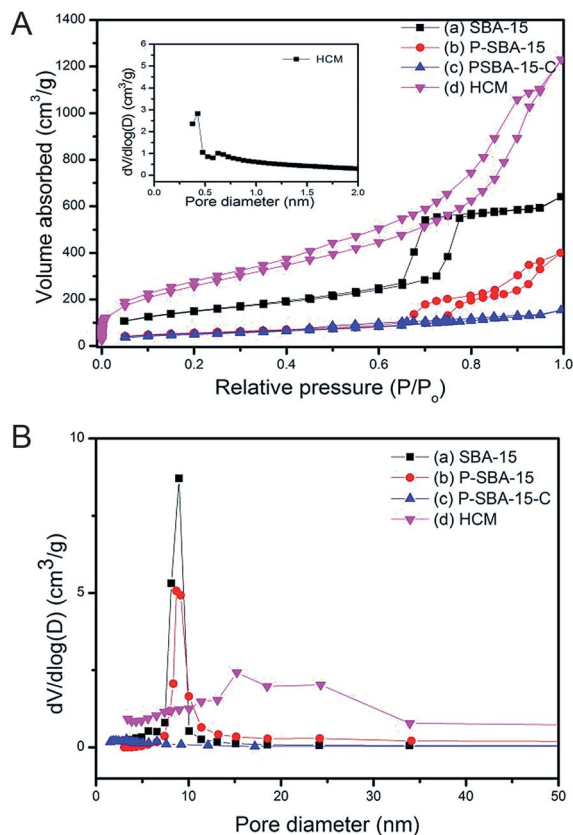 A
1400
1200
1000
800
600
400
200
0
Volume absorbed (cm³/g)
0.0 0.2 0.4 0.6 0.8 1.0
Relative pressure (P/Pₒ)
(a) SBA-15
(b) P-SBA-15
(c) PSBA-15-C
(d) HCM
6
5
4
3
2
1
0
dV/dlog(D) (cm³/g)
HCM
0.0 0.5 1.0 1.5 2.0
Pore diameter (nm)
B
10
5
0
dV/dlog(D) (cm³/g)
(a) SBA-15
(b) P-SBA-15
(c) P-SBA-15-C
(d) HCM
0 10 20 30 40 50
Pore diameter (nm)